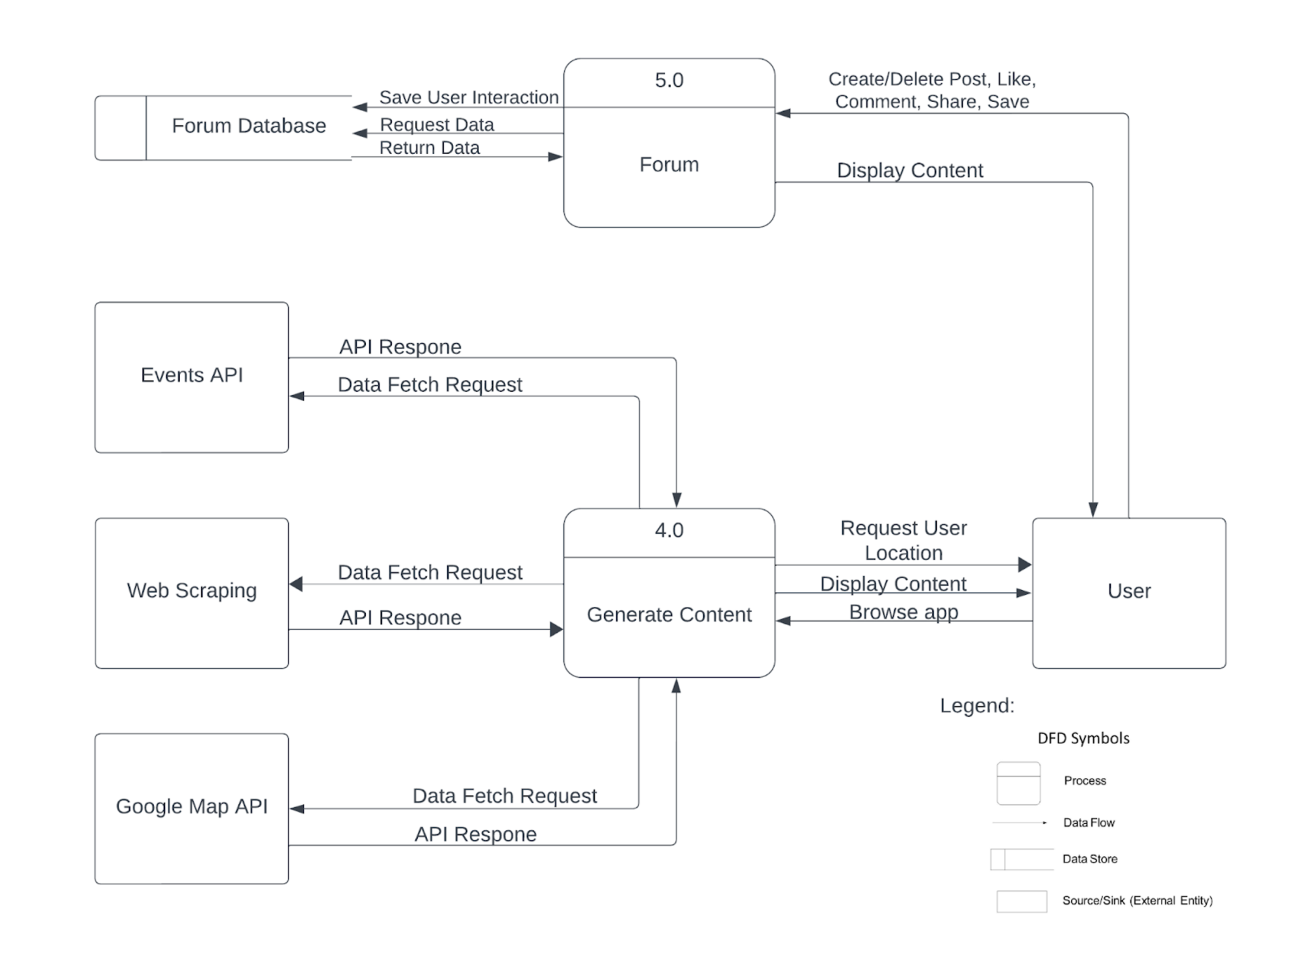 5.0
Create/Delete Post, Like,
Comment, Share, Save
Save User Interaction
Forum Database
Request Data
Return Data
Forum
Display Content
API Respone
Events API
Data Fetch Request
4.0
Request User
Location
Data Fetch Request
Web Scraping
Display Content
User
API Respone
Generate Content
Browse app
Legend:
DFD Symbols
Process
Data Fetch Request
Google Map API
Data Flow
API Respone
Data Store
Source/Sink (External Entity)